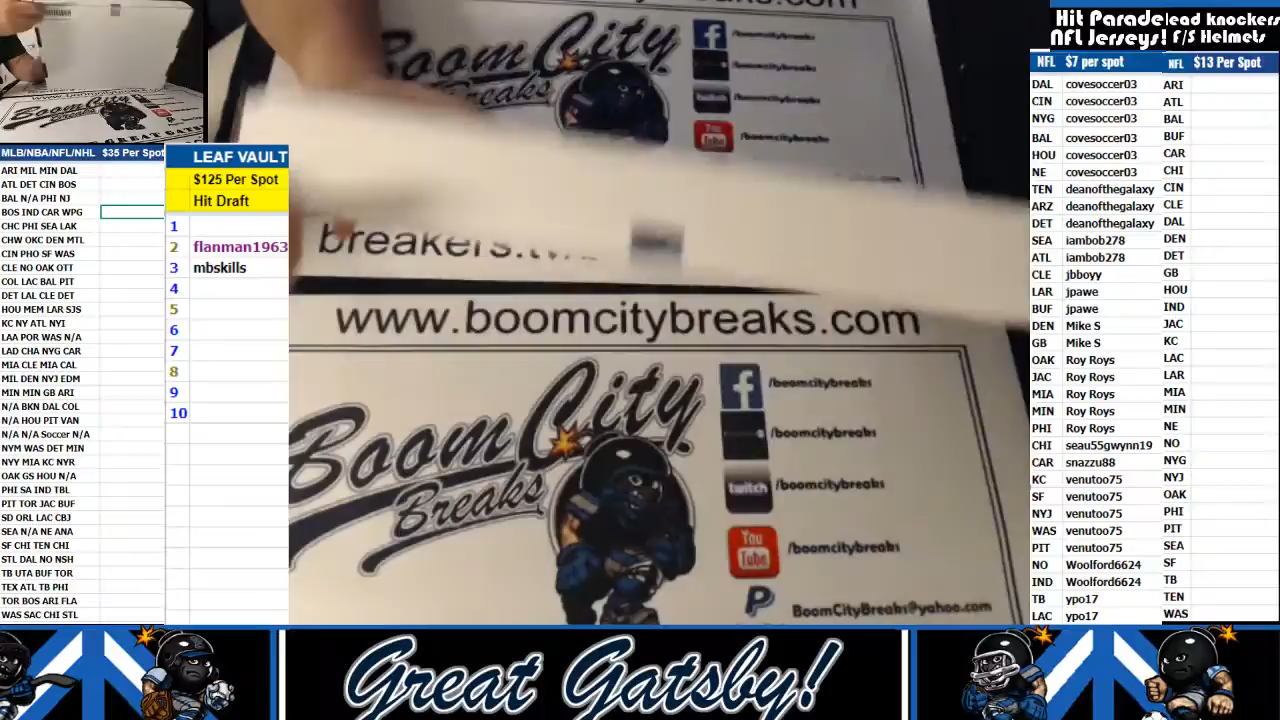 MLB/NBA/NFL/NHL $35 Per Spot
ARI MIL MIN DAL
ATL DET CIN BOS
BAL N/A PHI NJ
BOS IND CAR WPG
CHC PHI SEA LAK
CHW OKC DEN MTL
CIN PHO SF WAS
CLE NO OAK OTT
COL LAC BAL PIT
DET LAL CLE DET
HOU MEM LAR SJS
KC NY ATL NYI
LAA POR WAS N/A
LAD CHA NYG CAR
MIA CLE MIA CAL
MIL DEN NYJ EDM
MIN MIN GB ARI
N/A BKN DAL COL
N/A HOU PIT VAN
N/A N/A Soccer N/A
NYM WAS DET MIN
NYY MIA KC NYR
OAK GS HOU N/A
PHI SA IND TBL
PIT TOR JAC BUF
SD ORL LAC CBJ
SEA N/A NE ANA
SF CHI TEN CHI
STL DAL NO NSH
TB UTA BUF TOR
TEX ATL TB PHI
TOR BOS ARI FLA
WAS SAC CHI STL
LEAF VAULT
$125 Per Spot
Hit Draft
1
2 flanman1963
3 mbskills
4
5
6
7
8
9
10
Boom City
Breaks
/boomcitybreaks
/boomcitybreaks
twitch /boomcitybreaks
You Tube /boomcitybreaks
breakers.tv/
www.boomcitybreaks.com
Boom City
Breaks
/boomcitybreaks
/boomcitybreaks
twitch /boomcitybreaks
You Tube /boomcitybreaks
BoomCityBreaks@yahoo.com
Great Gatsby!
Hit Parade
NFL Jerseys!
lead knockers
F/S Helmets
NFL $7 per spot
DAL covesoccer03
CIN covesoccer03
NYG covesoccer03
BAL covesoccer03
HOU covesoccer03
NE covesoccer03
TEN deanofthegalaxy
ARZ deanofthegalaxy
DET deanofthegalaxy
SEA iambob278
ATL iambob278
CLE jbboyy
LAR jpawe
BUF jpawe
DEN Mike S
GB Mike S
OAK Roy Roys
JAC Roy Roys
MIA Roy Roys
MIN Roy Roys
PHI Roy Roys
CHI seau55gwynn19
CAR snazzu88
KC venutoo75
SF venutoo75
NYJ venutoo75
WAS venutoo75
PIT venutoo75
NO Woolford6624
IND Woolford6624
TB ypo17
LAC ypo17
NFL $13 Per Spot
ARI
ATL
BAL
BUF
CAR
CHI
CIN
CLE
DAL
DEN
DET
GB
HOU
IND
JAC
KC
LAC
LAR
MIA
MIN
NE
NO
NYG
NYJ
OAK
PHI
PIT
SEA
SF
TB
TEN
WAS